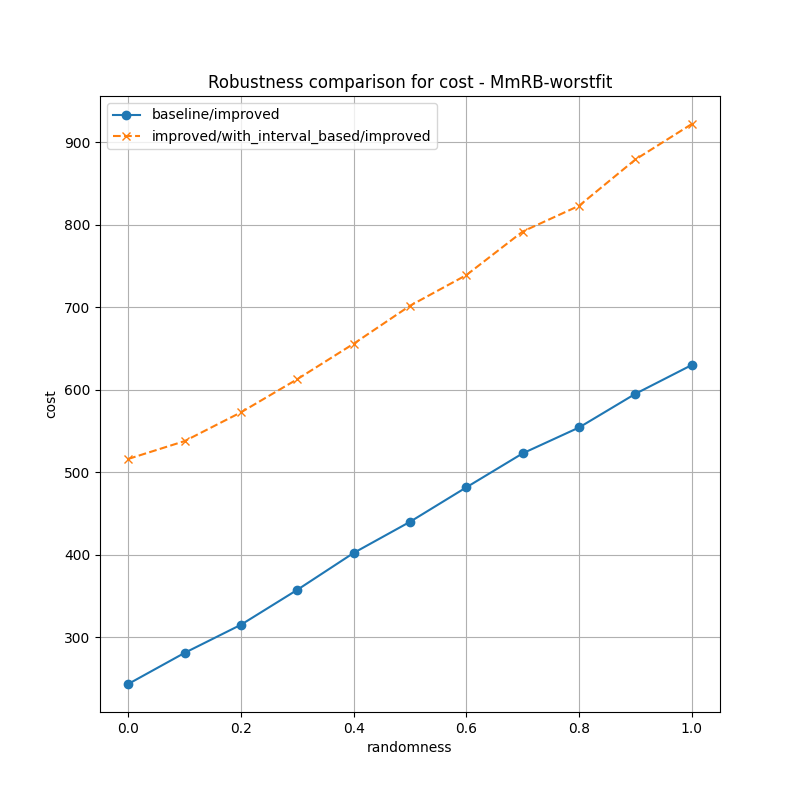 Robustness comparison for cost - MmRB-worstfit
baseline/improved
improved/with_interval_based/improved
900
800
700
600
500
400
300
cost
0.0 0.2 0.4 0.6 0.8 1.0
randomness